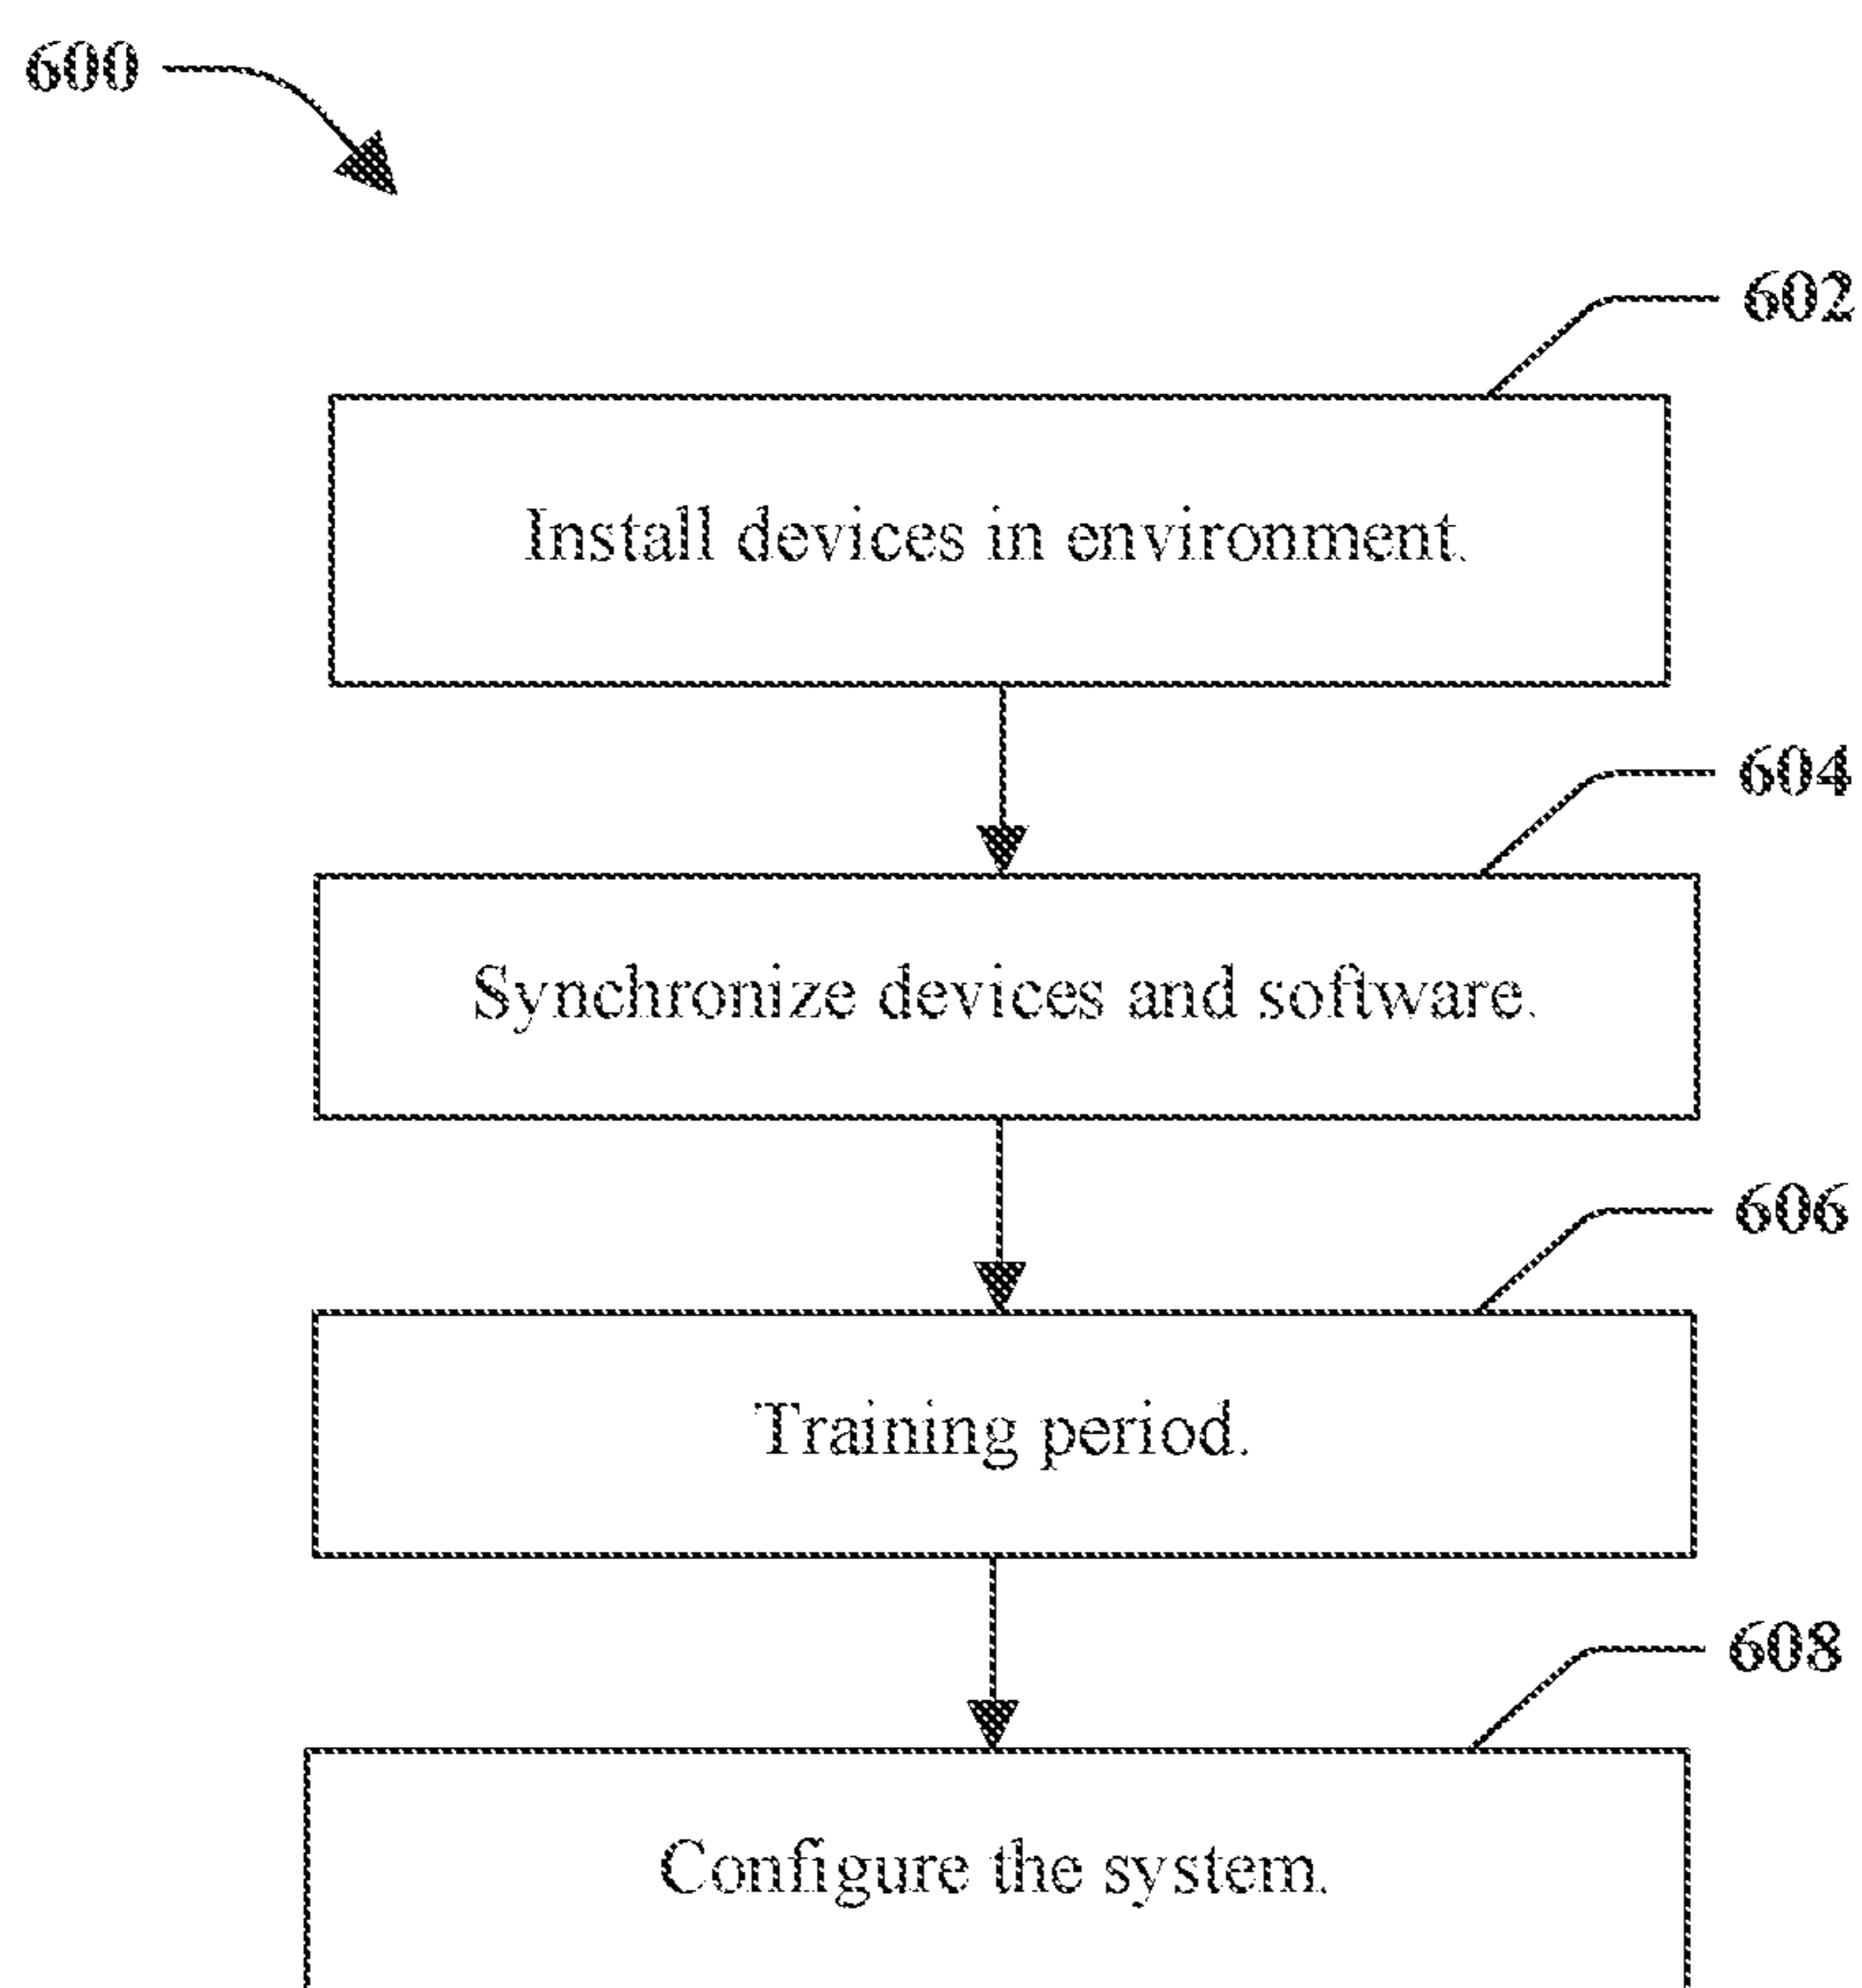 600
602
Install devices in environment.
604
Synchronize devices and software.
606
Training period.
608
Configure the system.